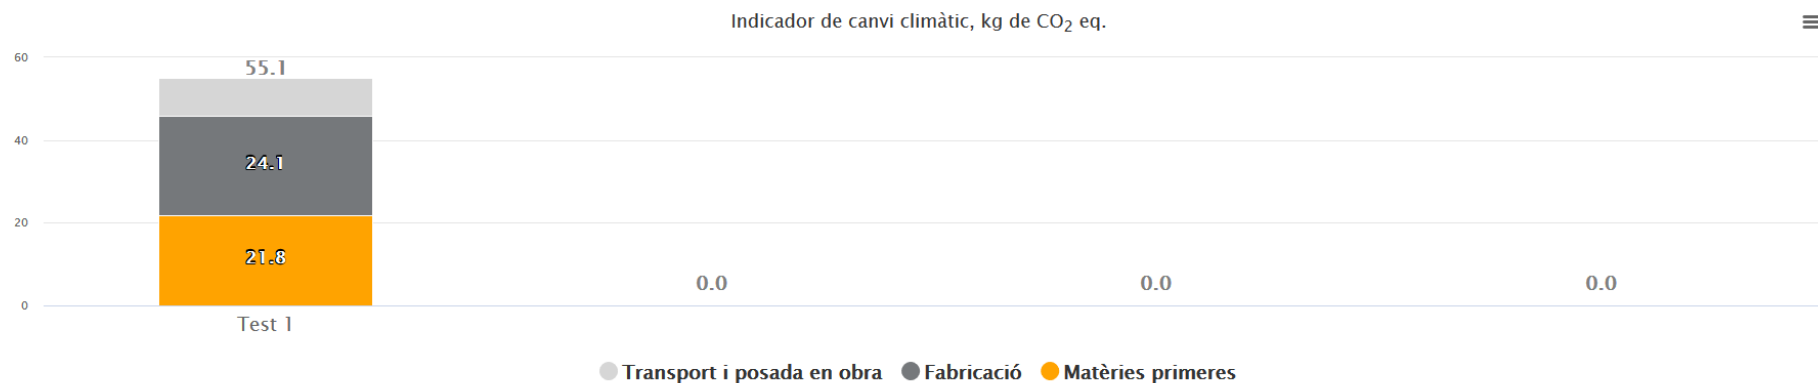 Indicador de canvi climàtic, kg de CO₂ eq.
60
55.1
40
24.1
20
21.8
0.0
0.0
0.0
0
Test 1
Transport i posada en obra
Fabricació
Matèries primeres